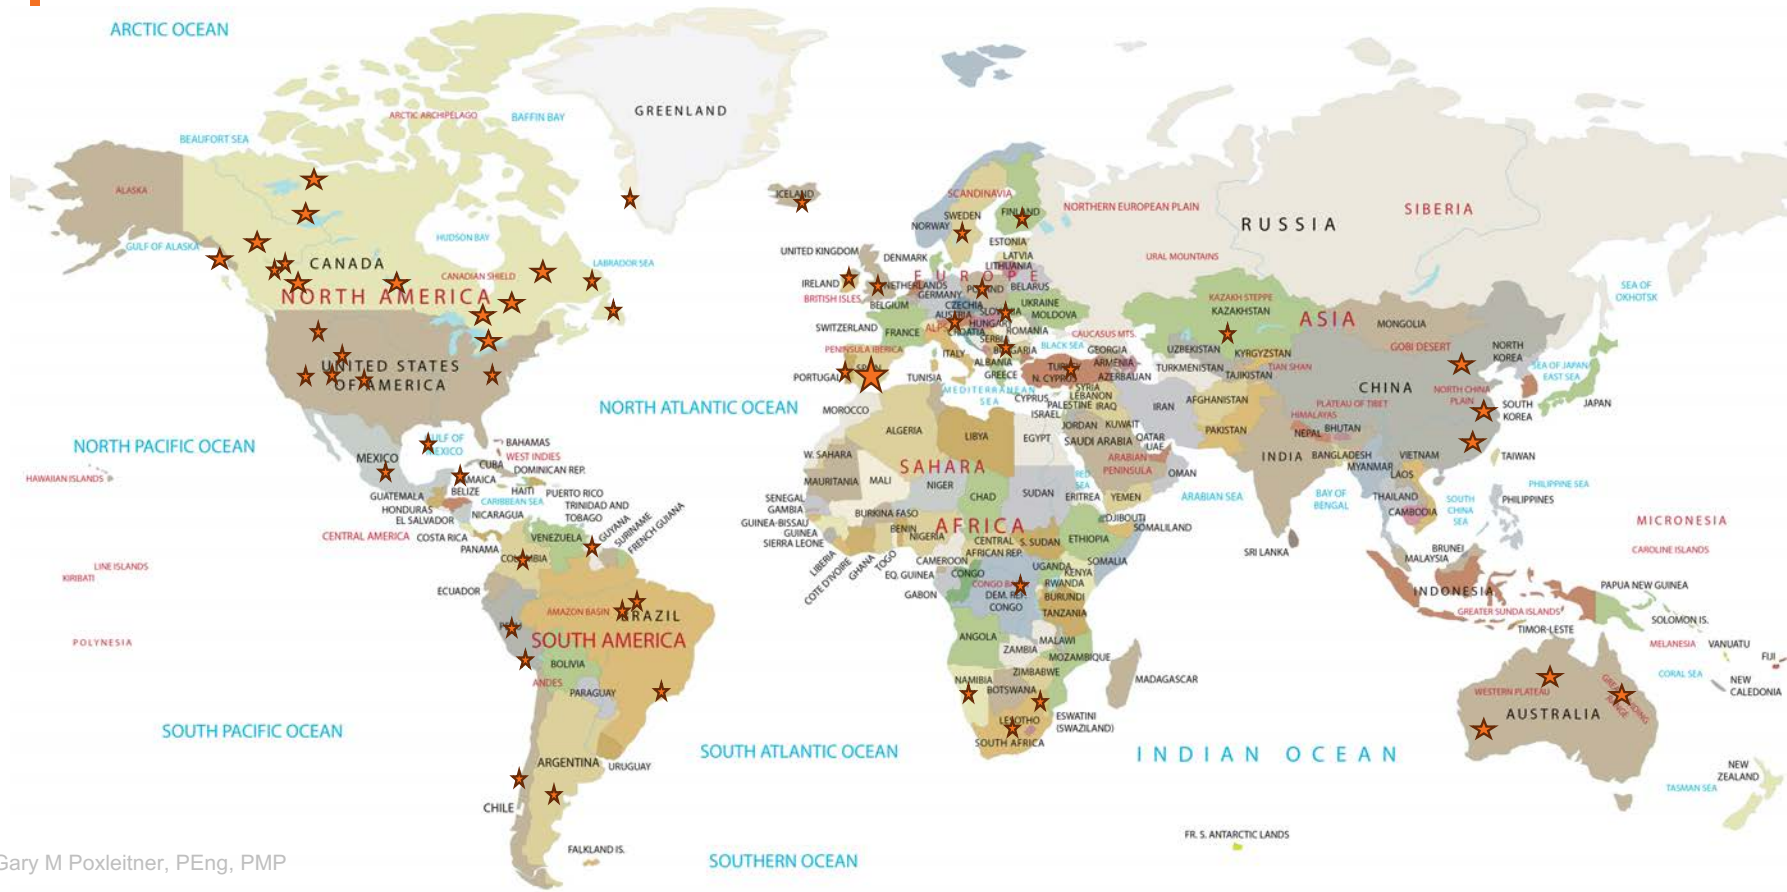 ARCTIC OCEAN
GREENLAND
ARCTIC ARCHIPELAGO
BAFFIN BAY
BEAUFORT SEA
ALASKA
ICELAND
SCANDINAVIA
NORTHERN EUROPEAN PLAIN
SIBERIA
RUSSIA
SWEDEN
FINLAND
NORWAY
GULF OF ALASKA
HUDSON BAY
LABRADOR SEA
UNITED KINGDOM
ESTONIA
LATVIA
LITHUANIA
DENMARK
URAL MOUNTAINS
CANADA
CANADIAN SHIELD
NORTH AMERICA
EUROPE
IRELAND
BRITISH ISLES
NETHERLANDS
GERMANY
BELARUS
BELGIUM
CZECHIA
UKRAINE
MOLDOVA
KAZAKH STEPPE
KAZAKHSTAN
ASIA
MONGOLIA
SEA OF
OKHOTSK
SWITZERLAND
FRANCE
ALPS
AUSTRIA
CROATIA
ROMANIA
SERBIA
CAUCASUS MTS.
BLACK SEA
GEORGIA
GOBI DESERT
NORTH
KOREA
PENINSULA IBERICA
ITALY
ALBANIA
GREECE
ARMENIA
AZERBAIJAN
UZBEKISTAN
KYRGYZSTAN
TURKMENISTAN
TIAN SHAN
TAJIKISTAN
SEA OF JAPAN
EAST SEA
UNITED STATES
OF AMERICA
PORTUGAL
TUNISIA
MEDITERRANEAN
SEA
N. CYPRUS
CYPRUS
SYRIA
LEBANON
PALESTINE
IRAQ
ISRAEL
IRAN
AFGHANISTAN
CHINA
NORTH CHINA
PLAIN
PLATEAU OF TIBET
HIMALAYAS
SOUTH
KOREA
JAPAN
NORTH ATLANTIC OCEAN
MOROCCO
ALGERIA
LIBYA
EGYPT
JORDAN
KUWAIT
SAUDI ARABIA
QATAR
UAE
PAKISTAN
NEPAL
BHUTAN
NORTH PACIFIC OCEAN
GULF OF
MEXICO
BAHAMAS
WEST INDIES
MEXICO
CUBA
DOMINICAN REP.
W. SAHARA
SAHARA
ARABIAN
PENINSULA
INDIA
BANGLADESH
MYANMAR
VIETNAM
LAOS
TAIWAN
HAWAIIAN ISLANDS
BELIZE
HAITI
PUERTO RICO
MAURITANIA
MALI
NIGER
CHAD
SUDAN
RED
SEA
ERITREA
YEMEN
OMAN
ARABIAN SEA
BAY OF
BENGAL
THAILAND
CAMBODIA
SOUTH
CHINA
SEA
PHILIPPINE SEA
PHILIPPINES
GUATEMALA
HONDURAS
EL SALVADOR
CARIBBEAN SEA
NICARAGUA
TRINIDAD AND
TOBAGO
SENEGAL
GAMBIA
GUINEA-BISSAU
GUINEA
SIERRA LEONE
LIBERIA
COTE D'IVOIRE
GHANA
TOGO
BURKINA FASO
BENIN
NIGERIA
AFRICA
DJIBOUTI
SOMALILAND
MICRONESIA
CENTRAL AMERICA
COSTA RICA
PANAMA
VENEZUELA
GUYANA
SURINAME
FRENCH GUIANA
CENTRAL
AFRICAN REP.
S. SUDAN
ETHIOPIA
SRI LANKA
BRUNEI
MALAYSIA
CAROLINE ISLANDS
LINE ISLANDS
KIRIBATI
COLOMBIA
CAMEROON
EQ. GUINEA
GABON
CONGO
UGANDA
KENYA
SOMALIA
RWANDA
BURUNDI
TANZANIA
DEM. REP.
CONGO
INDONESIA
PAPUA NEW GUINEA
ECUADOR
AMAZON BASIN
BRAZIL
GREATER SUNDA ISLANDS
SOLOMON IS.
POLYNESIA
SOUTH AMERICA
ANGOLA
ZAMBIA
MALAWI
MOZAMBIQUE
TIMOR-LESTE
MELANESIA
VANUATU
FIJI
BOLIVIA
ANDES
PARAGUAY
NAMIBIA
ZIMBABWE
BOTSWANA
MADAGASCAR
WESTERN PLATEAU
CORAL SEA
NEW
CALEDONIA
AUSTRALIA
SOUTH PACIFIC OCEAN
SOUTH ATLANTIC OCEAN
LESOTHO
ESWATINI
(SWAZILAND)
SOUTH AFRICA
INDIAN OCEAN
ARGENTINA
URUGUAY
CHILE
NEW
ZEALAND
TASMAN SEA
FR. S. ANTARCTIC LANDS
FALKLAND IS.
SOUTHERN OCEAN
Gary M Poxleitner, PEng, PMP